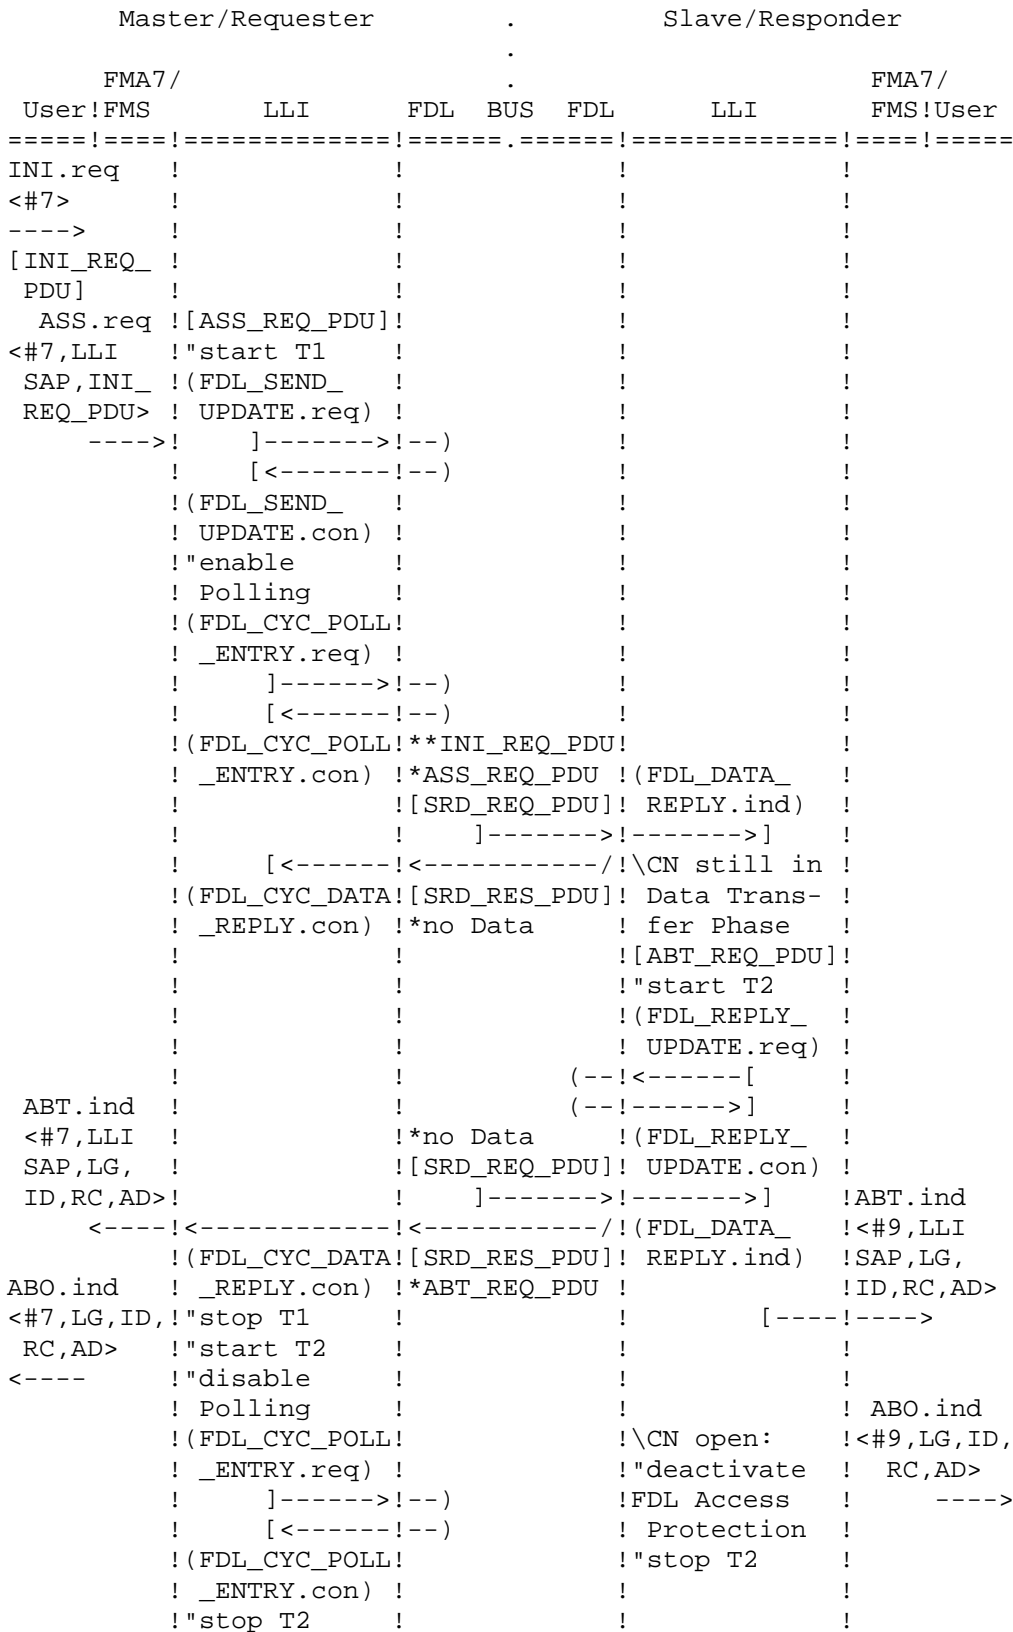 Master/Requester         .         Slave/Responder
                                .
      FMA7/                     .                      FMA7/
 User!FMS       LLI      FDL  BUS  FDL      LLI        FMS!User
=====!====!=============!======.======!=============!====!=====
INI.req   !             !             !             !
<#7>      !             !             !             !
---->     !             !             !             !
[INI_REQ_ !             !             !             !
 PDU]     !             !             !             !
  ASS.req ![ASS_REQ_PDU]!             !             !
<#7,LLI   !"start T1    !             !             !
 SAP,INI_ !(FDL_SEND_   !             !             !
 REQ_PDU> ! UPDATE.req) !             !             !
     ---->!    ]------->!--)          !             !
          !    [<-------!--)          !             !
          !(FDL_SEND_   !             !             !
          ! UPDATE.con) !             !             !
          !"enable      !             !             !
          ! Polling     !             !             !
          !(FDL_CYC_POLL!             !             !
          ! _ENTRY.req) !             !             !
          !     ]------>!--)          !             !
          !     [<------!--)          !             !
          !(FDL_CYC_POLL!**INI_REQ_PDU!             !
          ! _ENTRY.con) !*ASS_REQ_PDU !(FDL_DATA_   !
          !             ![SRD_REQ_PDU]! REPLY.ind)  !
          !             !    ]------->!------->]    !
          !     [<------!<-----------/!\CN still in !
          !(FDL_CYC_DATA![SRD_RES_PDU]! Data Trans- !
          ! _REPLY.con) !*no Data     ! fer Phase   !
          !             !             ![ABT_REQ_PDU]!
          !             !             !"start T2    !
          !             !             !(FDL_REPLY_  !
          !             !             ! UPDATE.req) !
          !             !          (--!<------[     !
 ABT.ind  !             !          (--!------>]     !
 <#7,LLI  !             !*no Data     !(FDL_REPLY_  !
 SAP,LG,  !             ![SRD_REQ_PDU]! UPDATE.con) !
 ID,RC,AD>!             !    ]------->!------->]    !ABT.ind
     <----!<------------!<-----------/!(FDL_DATA_   !<#9,LLI
          !(FDL_CYC_DATA![SRD_RES_PDU]! REPLY.ind)  !SAP,LG,
ABO.ind   ! _REPLY.con) !*ABT_REQ_PDU !             !ID,RC,AD>
<#7,LG,ID,!"stop T1     !             !        [----!---->
 RC,AD>   !"start T2    !             !             !
<----     !"disable     !             !             !
          ! Polling     !             !             ! ABO.ind
          !(FDL_CYC_POLL!             !\CN open:    !<#9,LG,ID,
          ! _ENTRY.req) !             !"deactivate  !  RC,AD>
          !     ]------>!--)          !FDL Access   !     ---->
          !     [<------!--)          ! Protection  !
          !(FDL_CYC_POLL!             !"stop T2     !
          ! _ENTRY.con) !             !             !
          !"stop T2     !             !             !